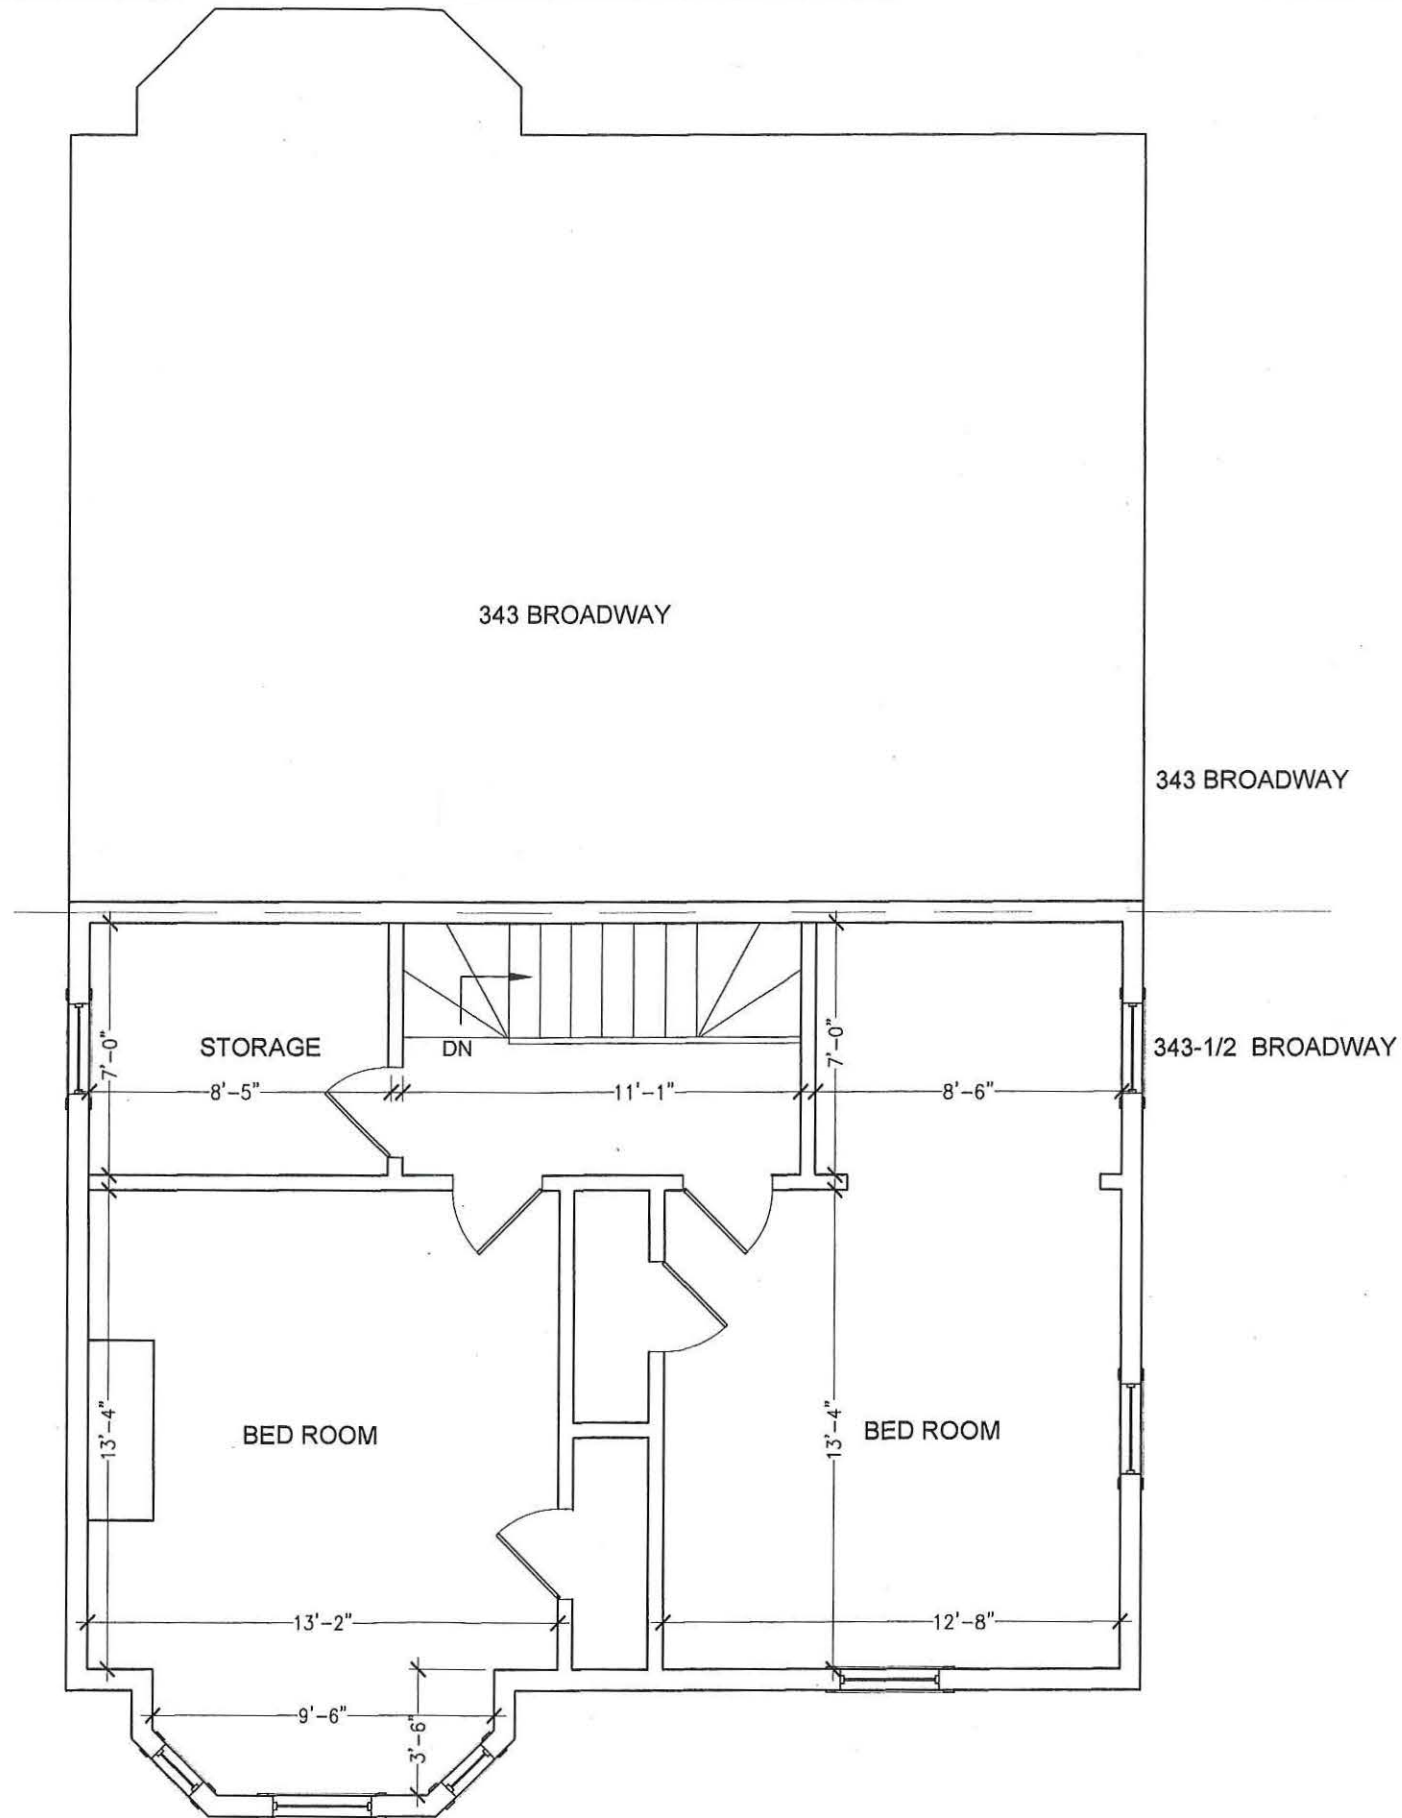 343 BROADWAY
343 BROADWAY
STORAGE
DN
343-1/2 BROADWAY
7'-0"
7'-0"
8'-5"
11'-1"
8'-6"
BED ROOM
BED ROOM
13'-4"
13'-4"
13'-2"
12'-8"
9'-6"
3'-6"